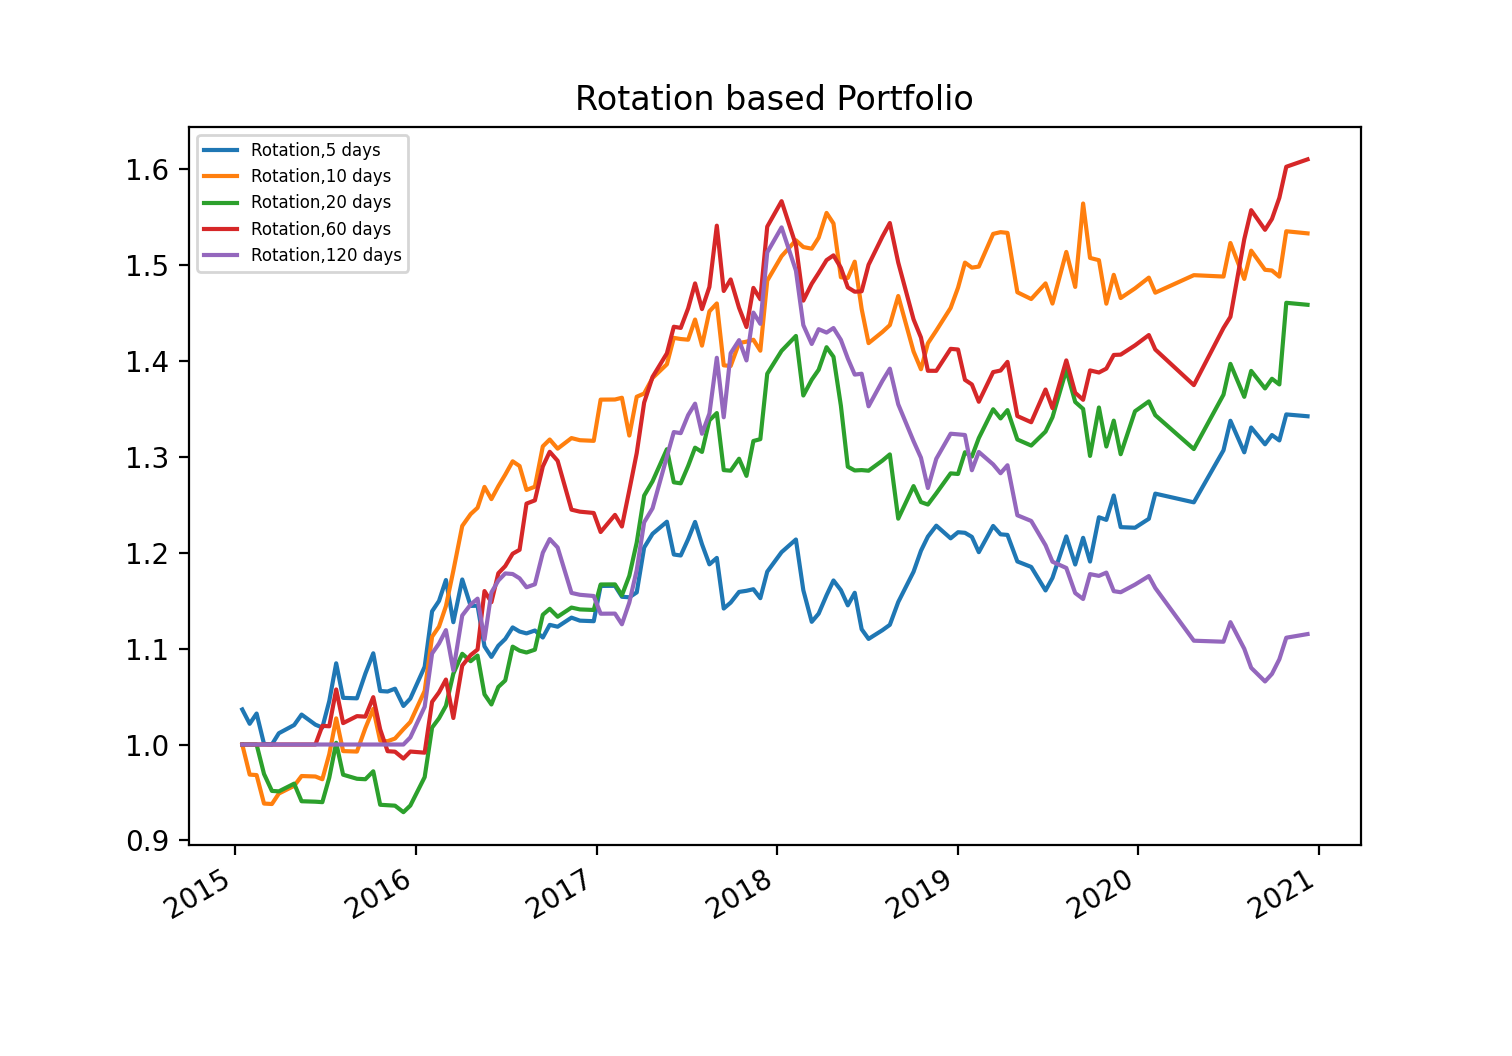 Rotation based Portfolio
Rotation,5 days
Rotation,10 days
Rotation,20 days
Rotation,60 days
Rotation,120 days
1.6
1.5
1.4
1.3
1.2
1.1
1.0
0.9
2015
2016
2017
2018
2019
2020
2021